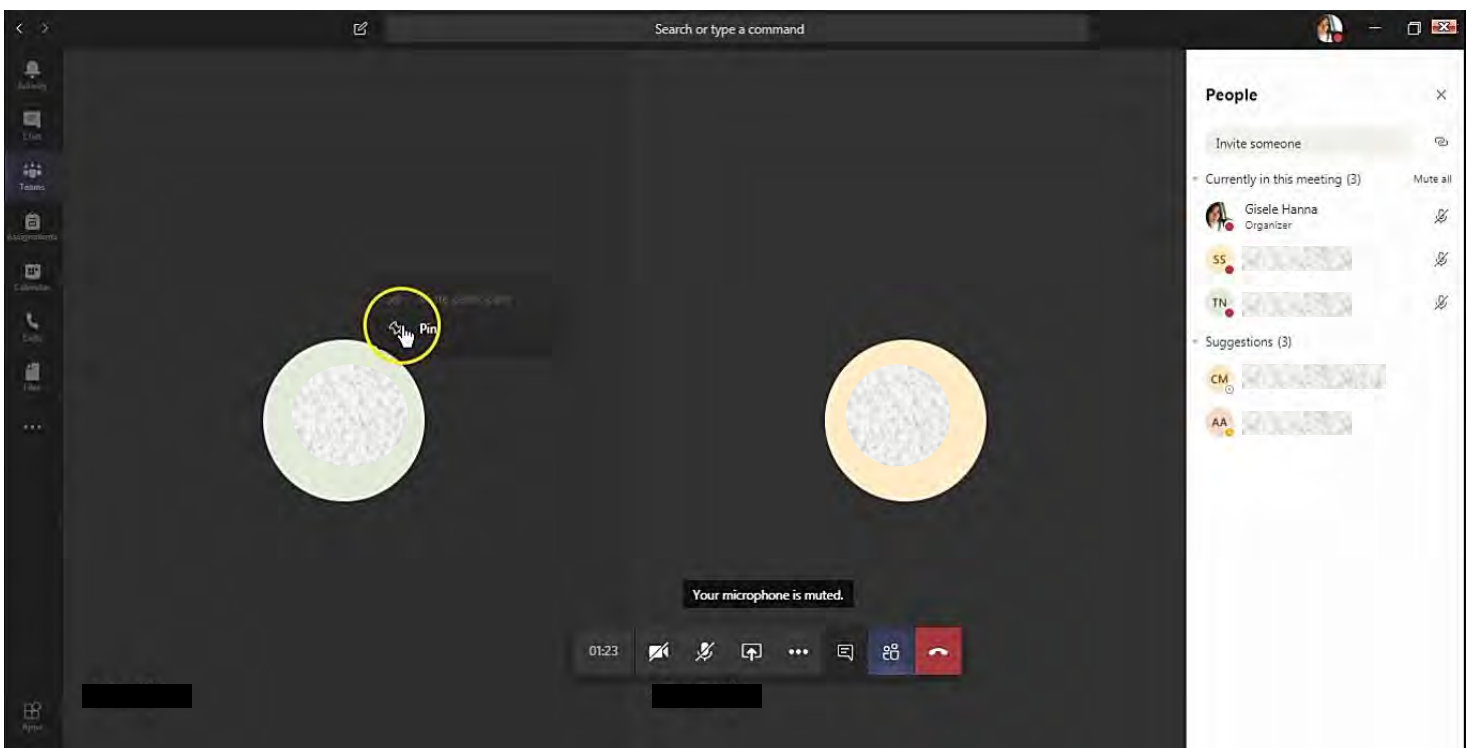 Search or type a command
Activity
Chat
Teams
Assignments
Calendar
Calls
Files
Apps
Pin
Your microphone is muted.
01:23
People
Invite someone
Currently in this meeting (3)
Mute all
Gisele Hanna
Organizer
SS
TN
Suggestions (3)
CM
AA